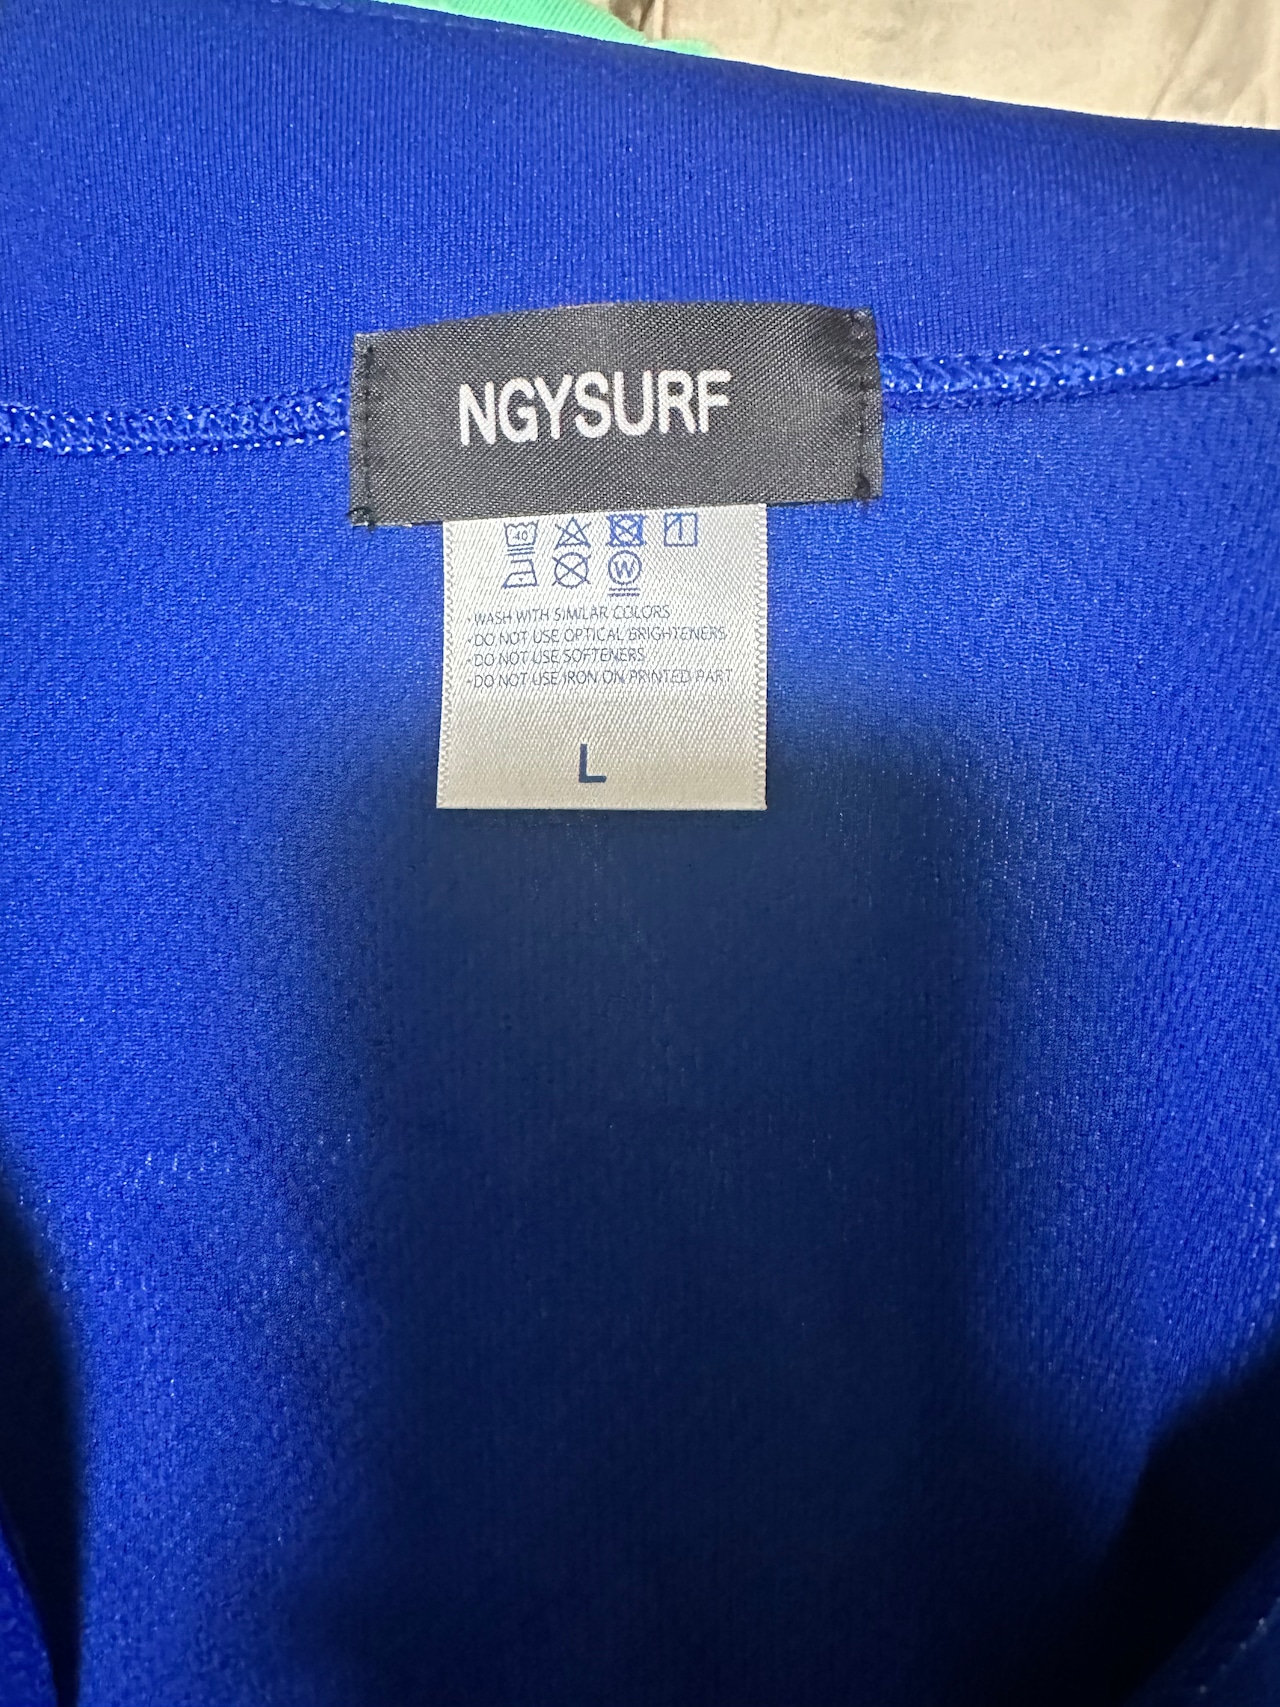 NGYSURF
40
W
·WASH WITH SIMILAR COLORS
·DO NOT USE OPTICAL BRIGHTENERS
·DO NOT USE SOFTENERS
·DO NOT USE IRON ON PRINTED PART
L